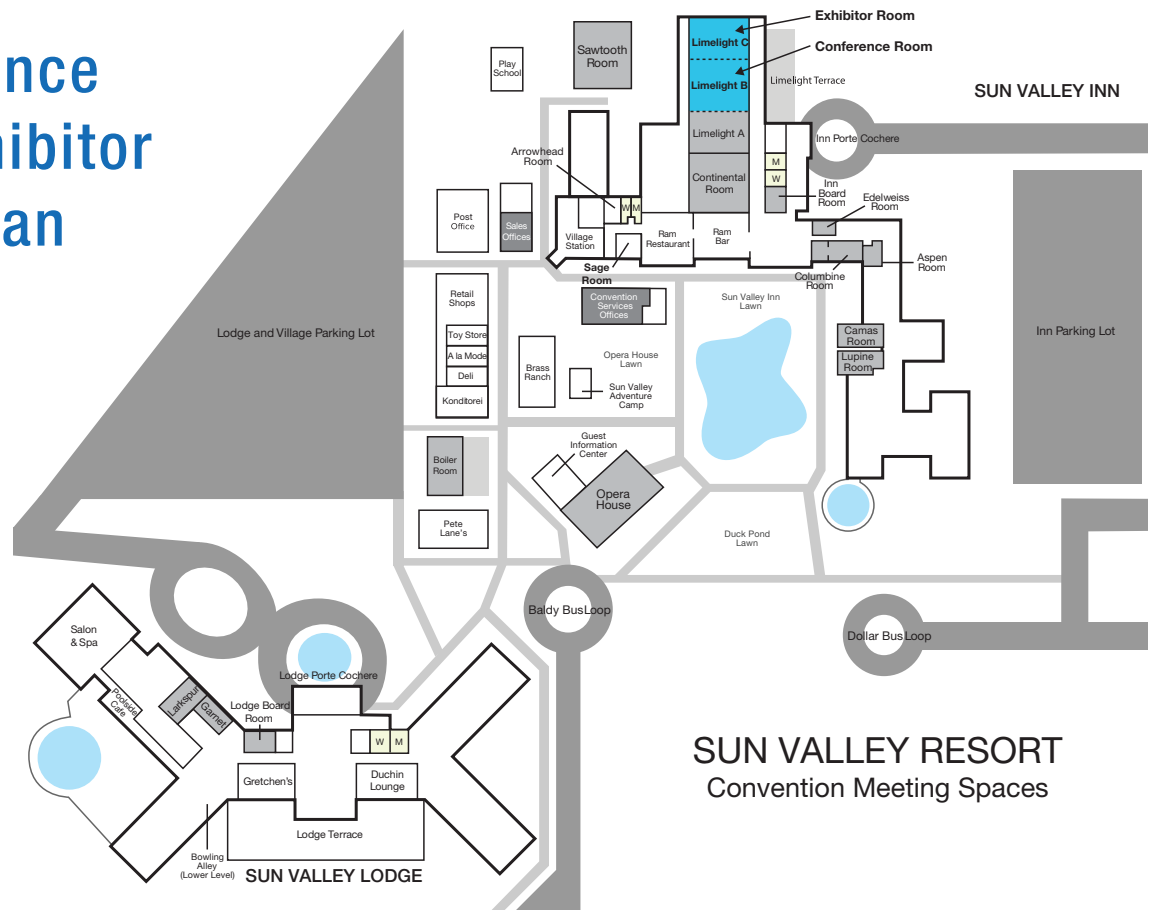 nce
hibitor
an
Exhibitor Room
Conference Room
SUN VALLEY INN
Play
School
Sawtooth
Room
Limelight C
Limelight B
Limelight A
Continental
Room
Limelight Terrace
Inn Porte Cochere
M
W
Inn
Board
Room
Edelweiss
Room
Arrowhead
Room
Post
Office
Sales
Offices
Village
Station
W M
Ram
Restaurant
Ram
Bar
Sage
Room
Columbine
Room
Aspen
Room
Convention
Services
Offices
Sun Valley Inn
Lawn
Lodge and Village Parking Lot
Retail
Shops
Toy Store
A la Mode
Deli
Konditorei
Brass
Ranch
Opera House
Lawn
Sun Valley
Adventure
Camp
Camas
Room
Lupine
Room
Inn Parking Lot
Guest
Information
Center
Boiler
Room
Opera
House
Pete
Lane's
Duck Pond
Lawn
Baldy Bus Loop
Dollar Bus Loop
Salon
& Spa
Poolside
Cafe
Larkspur
Garnet
Lodge Porte Cochere
Lodge Board
Room
W M
Gretchen's
Duchin
Lounge
Lodge Terrace
Bowling
Alley
(Lower Level)
SUN VALLEY LODGE
SUN VALLEY RESORT
Convention Meeting Spaces